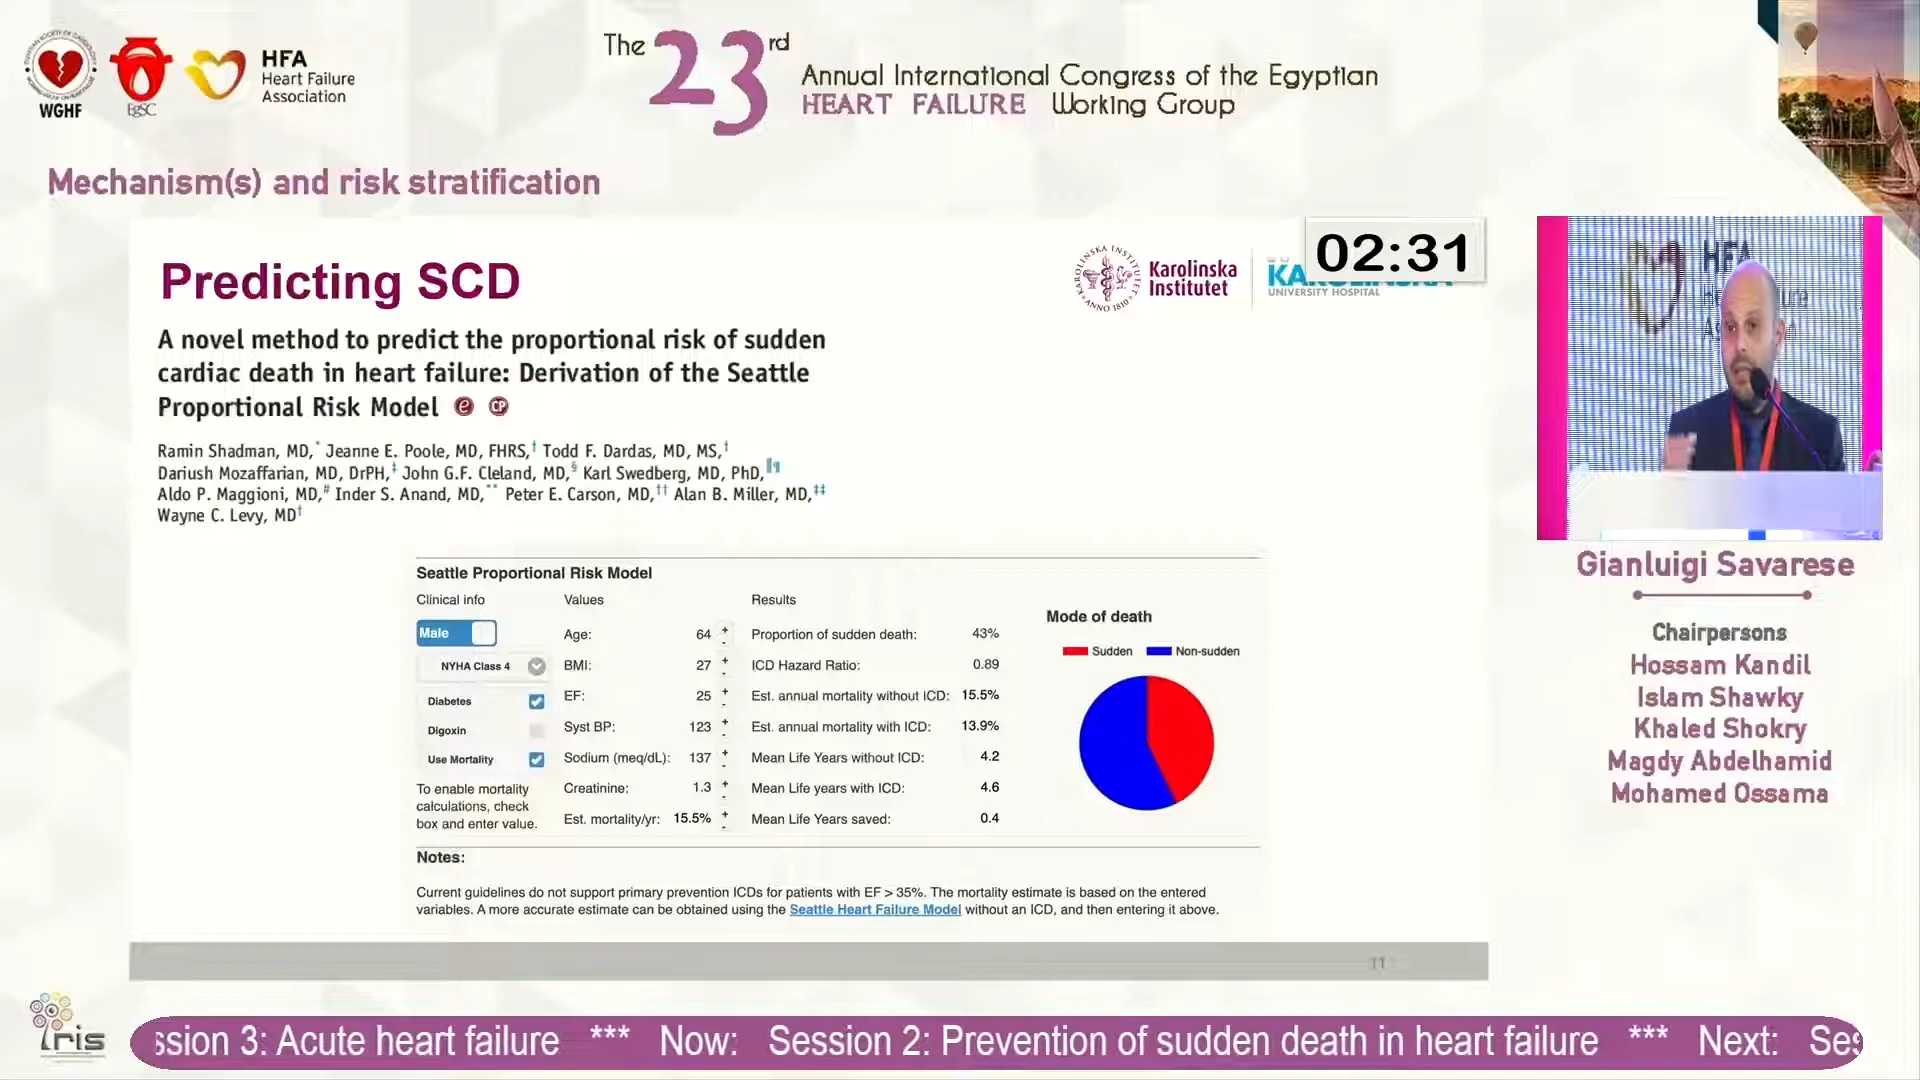 WGHF
EgSC
HFA
Heart Failure
Association
The 23rd
Annual International Congress of the Egyptian
HEART FAILURE Working Group
Mechanism(s) and risk stratification
02:31
Predicting SCD
Karolinska
Institutet
UNIVERSITY HOSPITAL
A novel method to predict the proportional risk of sudden
cardiac death in heart failure: Derivation of the Seattle
Proportional Risk Model e CP
Ramin Shadman, MD,* Jeanne E. Poole, MD, FHRS,† Todd F. Dardas, MD, MS,†
Dariush Mozaffarian, MD, DrPH,‡ John G.F. Cleland, MD,§ Karl Swedberg, MD, PhD,‖¶
Aldo P. Maggioni, MD,# Inder S. Anand, MD,** Peter E. Carson, MD,†† Alan B. Miller, MD,‡‡
Wayne C. Levy, MD†
Seattle Proportional Risk Model
Clinical info Values Results
Mode of death
Male Age: 64 + - Proportion of sudden death: 43%
Sudden Non-sudden
NYHA Class 4 BMI: 27 + - ICD Hazard Ratio: 0.89
Diabetes EF: 25 + - Est. annual mortality without ICD: 15.5%
Digoxin Syst BP: 123 + - Est. annual mortality with ICD: 13.9%
Use Mortality Sodium (meq/dL): 137 + - Mean Life Years without ICD: 4.2
To enable mortality
calculations, check
box and enter value.
Creatinine: 1.3 + - Mean Life years with ICD: 4.6
Est. mortality/yr: 15.5% + - Mean Life Years saved: 0.4
Notes:
Current guidelines do not support primary prevention ICDs for patients with EF > 35%. The mortality estimate is based on the entered
variables. A more accurate estimate can be obtained using the Seattle Heart Failure Model without an ICD, and then entering it above.
11
HFA
Gianluigi Savarese
Chairpersons
Hossam Kandil
Islam Shawky
Khaled Shokry
Magdy Abdelhamid
Mohamed Ossama
iris
ssion 3: Acute heart failure *** Now: Session 2: Prevention of sudden death in heart failure *** Next: Ses